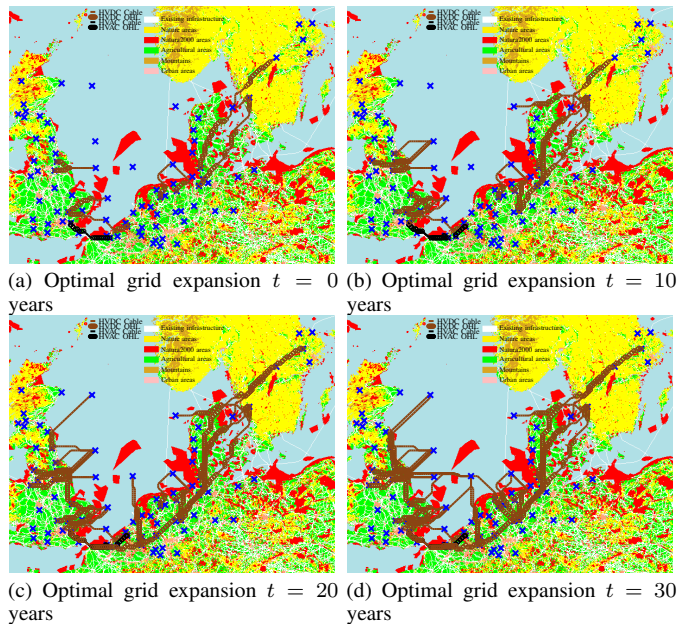 HVDC Cable
HVDC OHL
HVAC Cable
HVAC OHL
Existing infrastructure
Nature areas
Natura2000 areas
Agricultural areas
Mountains
Urban areas
HVDC Cable
HVDC OHL
HVAC Cable
HVAC OHL
Existing infrastructure
Nature areas
Natura2000 areas
Agricultural areas
Mountains
Urban areas
(a) Optimal grid expansion t = 0
years
(b) Optimal grid expansion t = 10
years
HVDC Cable
HVDC OHL
HVAC Cable
HVAC OHL
Existing infrastructure
Nature areas
Natura2000 areas
Agricultural areas
Mountains
Urban areas
HVDC Cable
HVDC OHL
HVAC Cable
HVAC OHL
Existing infrastructure
Nature areas
Natura2000 areas
Agricultural areas
Mountains
Urban areas
(c) Optimal grid expansion t = 20
years
(d) Optimal grid expansion t = 30
years